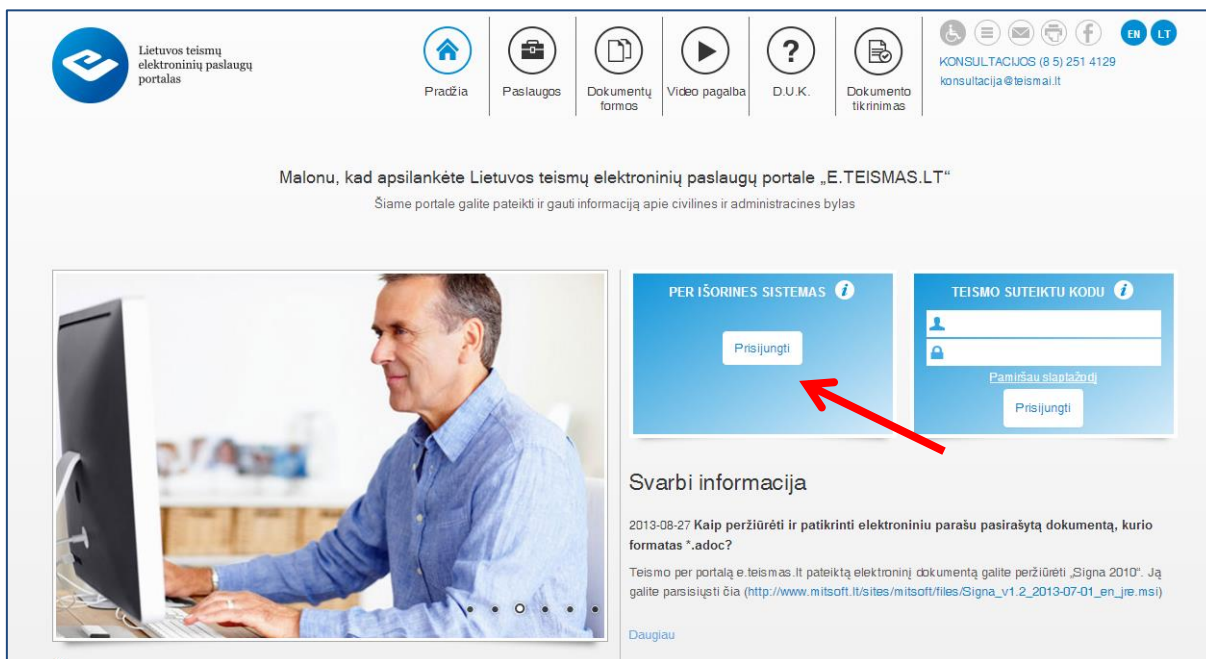 Lietuvos teismų
elektroninių paslaugų
portalas
Pradžia
Paslaugos
Dokumentų
formos
Video pagalba
?
D.U.K.
Dokumento
tikrinimas
f
EN
LT
KONSULTACIJOS (8 5) 251 4129
konsultacija@teismai.lt
Malonu, kad apsilankėte Lietuvos teismų elektroninių paslaugų portale „E.TEISMAS.LT“
Šiame portale galite pateikti ir gauti informaciją apie civilines ir administracines bylas
PER IŠORINES SISTEMAS i
Prisijungti
TEISMO SUTEIKTU KODU i
Pamiršau slaptažodį
Prisijungti
Svarbi informacija
2013-08-27 Kaip peržiūrėti ir patikrinti elektroniniu parašu pasirašytą dokumentą, kurio
formatas *.adoc?
Teismo per portalą e.teismas.lt pateiktą elektroninį dokumentą galite peržiūrėti „Signa 2010“. Ją
galite parsisiųsti čia (http://www.mitsoft.lt/sites/mitsoft/files/Signa_v1.2_2013-07-01_en_jre.msi)
Daugiau